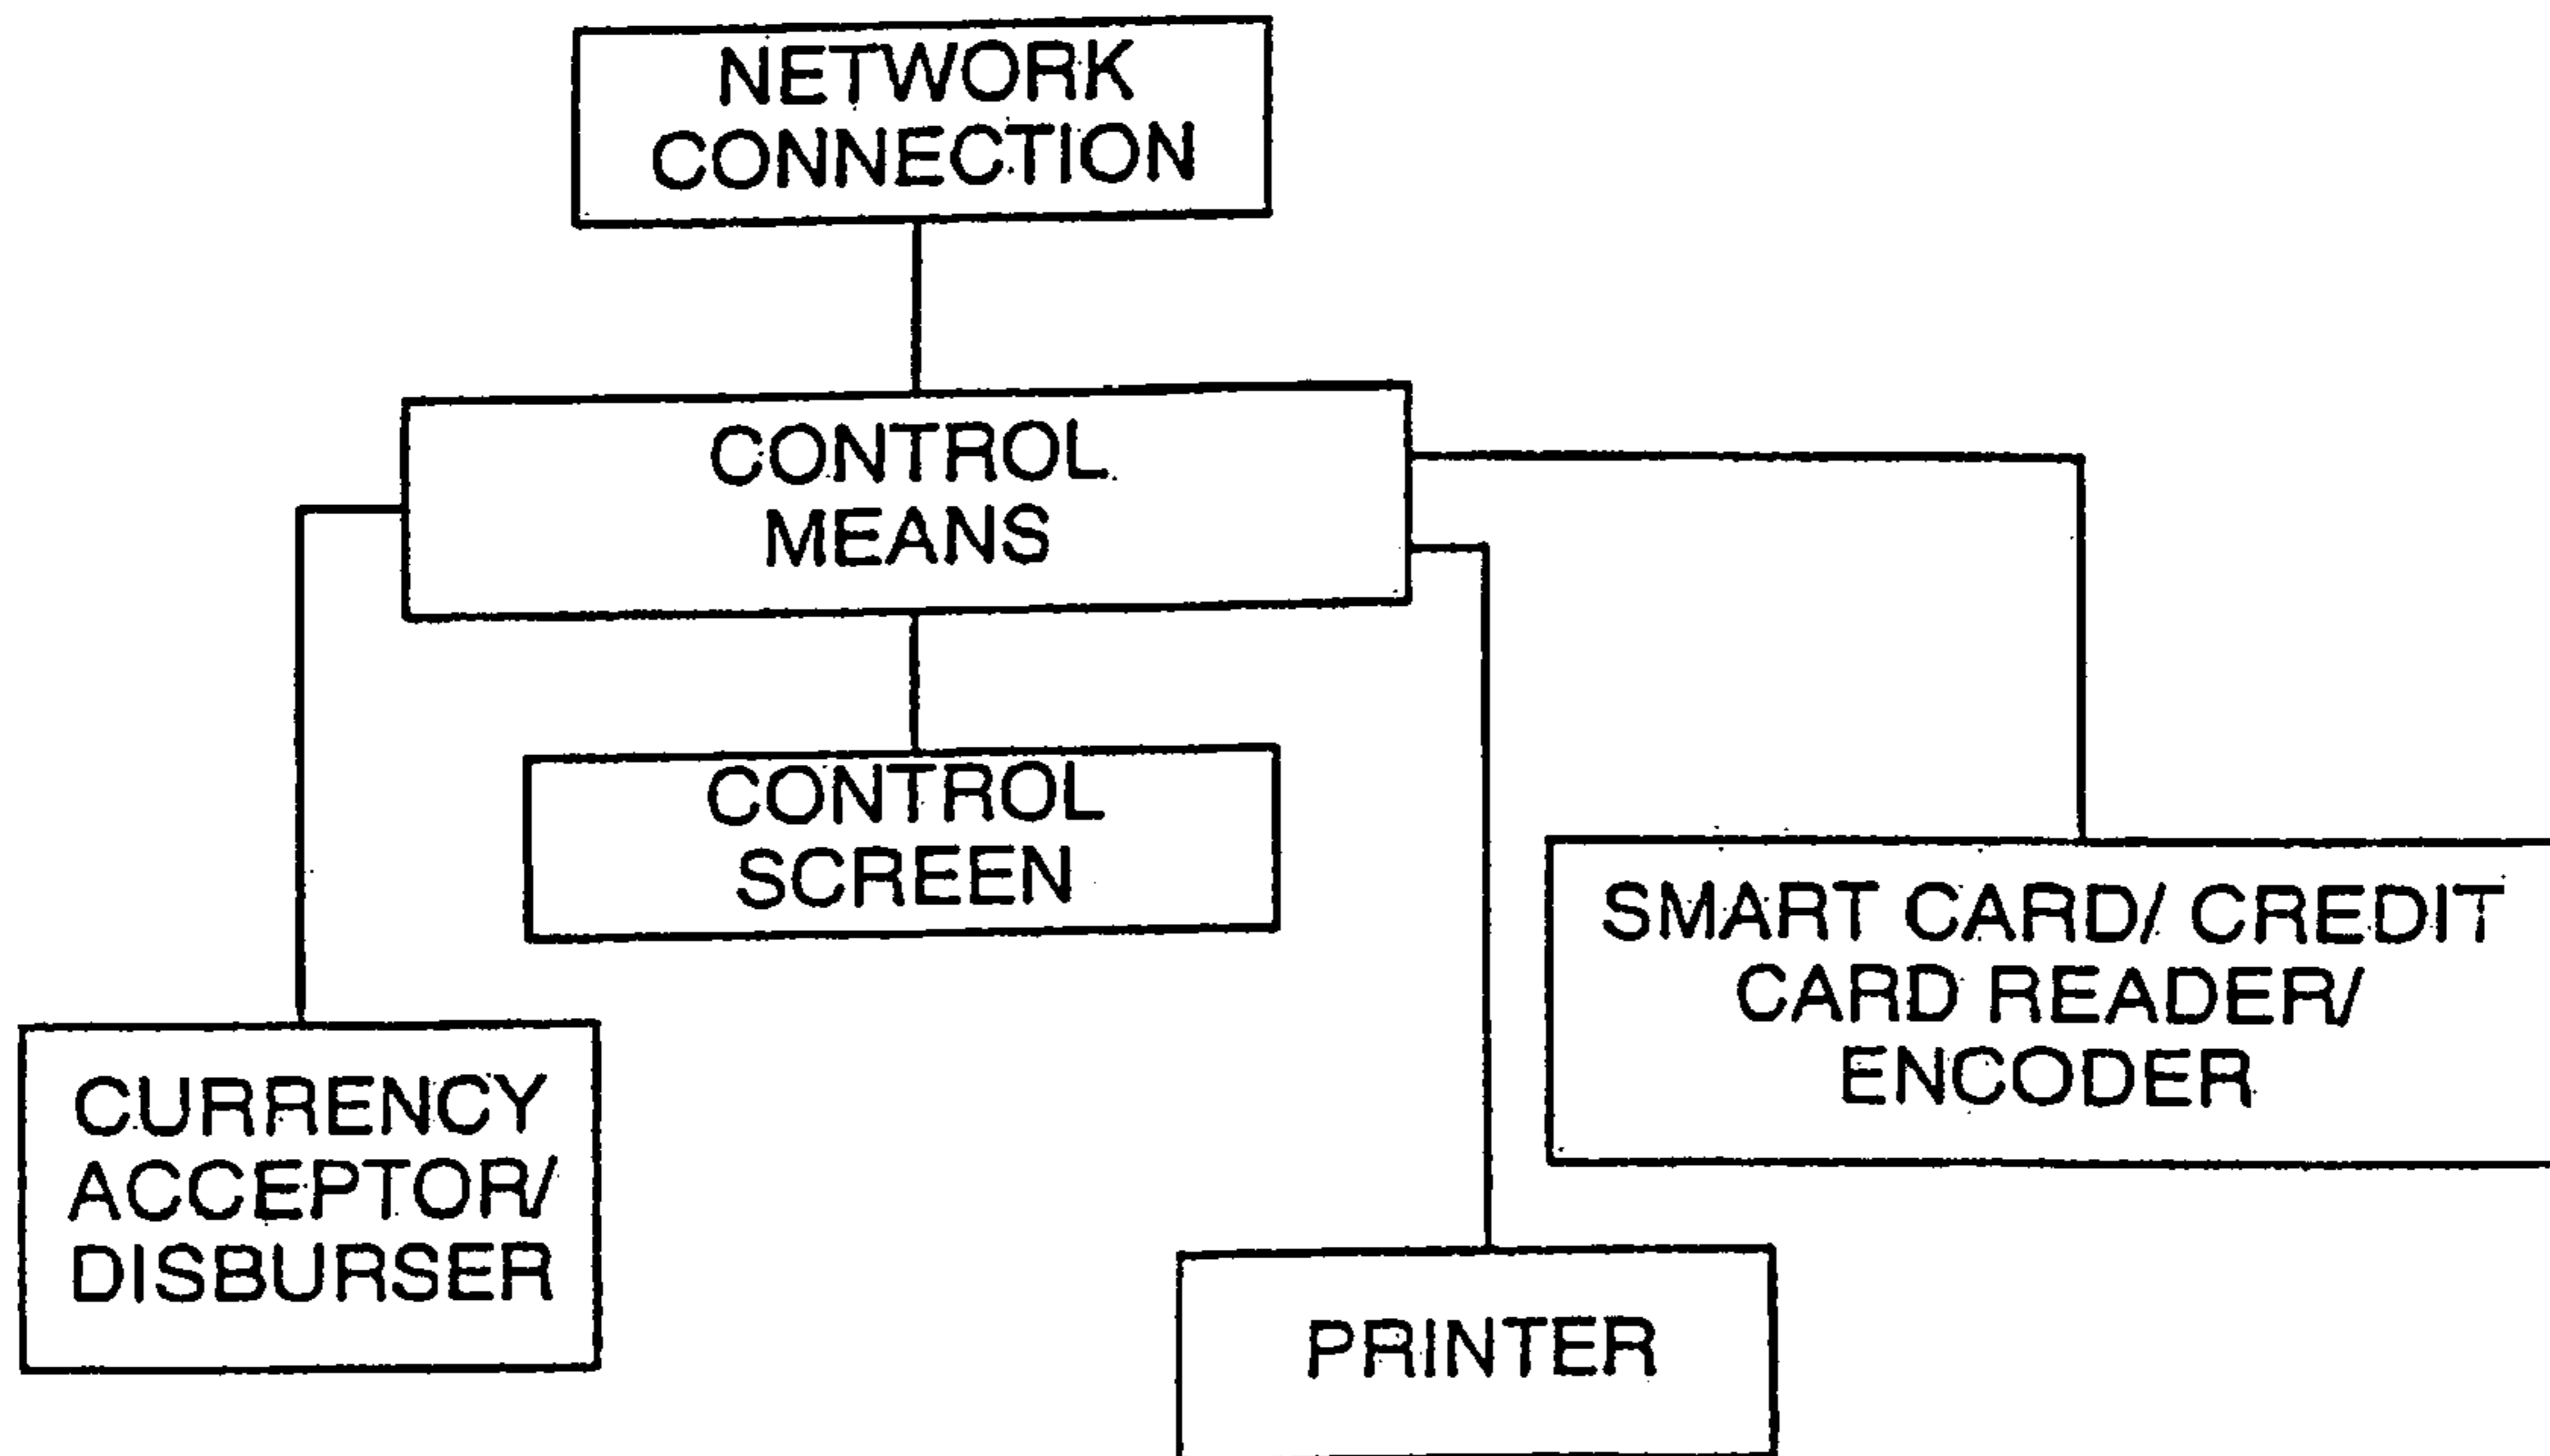 NETWORK
CONNECTION
CONTROL
MEANS
CONTROL
SCREEN
SMART CARD/ CREDIT
CARD READER/
ENCODER
CURRENCY
ACCEPTOR/
DISBURSER
PRINTER